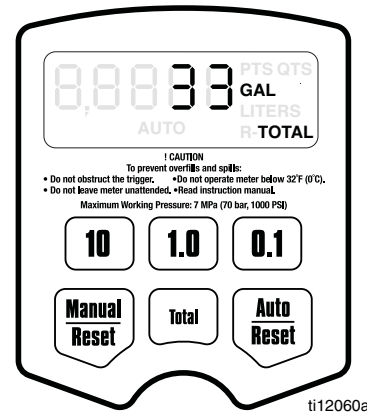 8,8833 PTS QTS
GAL
LITERS
AUTO R-TOTAL
! CAUTION
To prevent overfills and spills:
• Do not obstruct the trigger. •Do not operate meter below 32°F (0°C).
• Do not leave meter unattended. •Read instruction manual.
Maximum Working Pressure: 7 MPa (70 bar, 1000 PSI)
10 1.0 0.1
Manual
Reset
Total
Auto
Reset
ti12060a